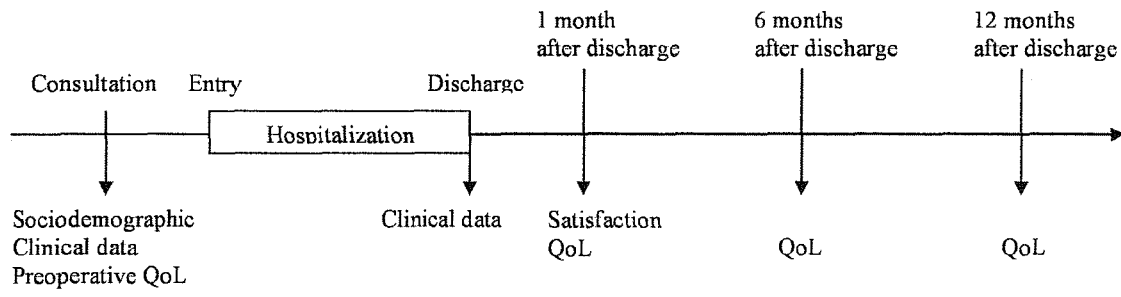 1 month
after discharge
6 months
after discharge
12 months
after discharge
Consultation
Entry
Discharge
Hospitalization
Sociodemographic
Clinical data
Preoperative QoL
Clinical data
Satisfaction
QoL
QoL
QoL